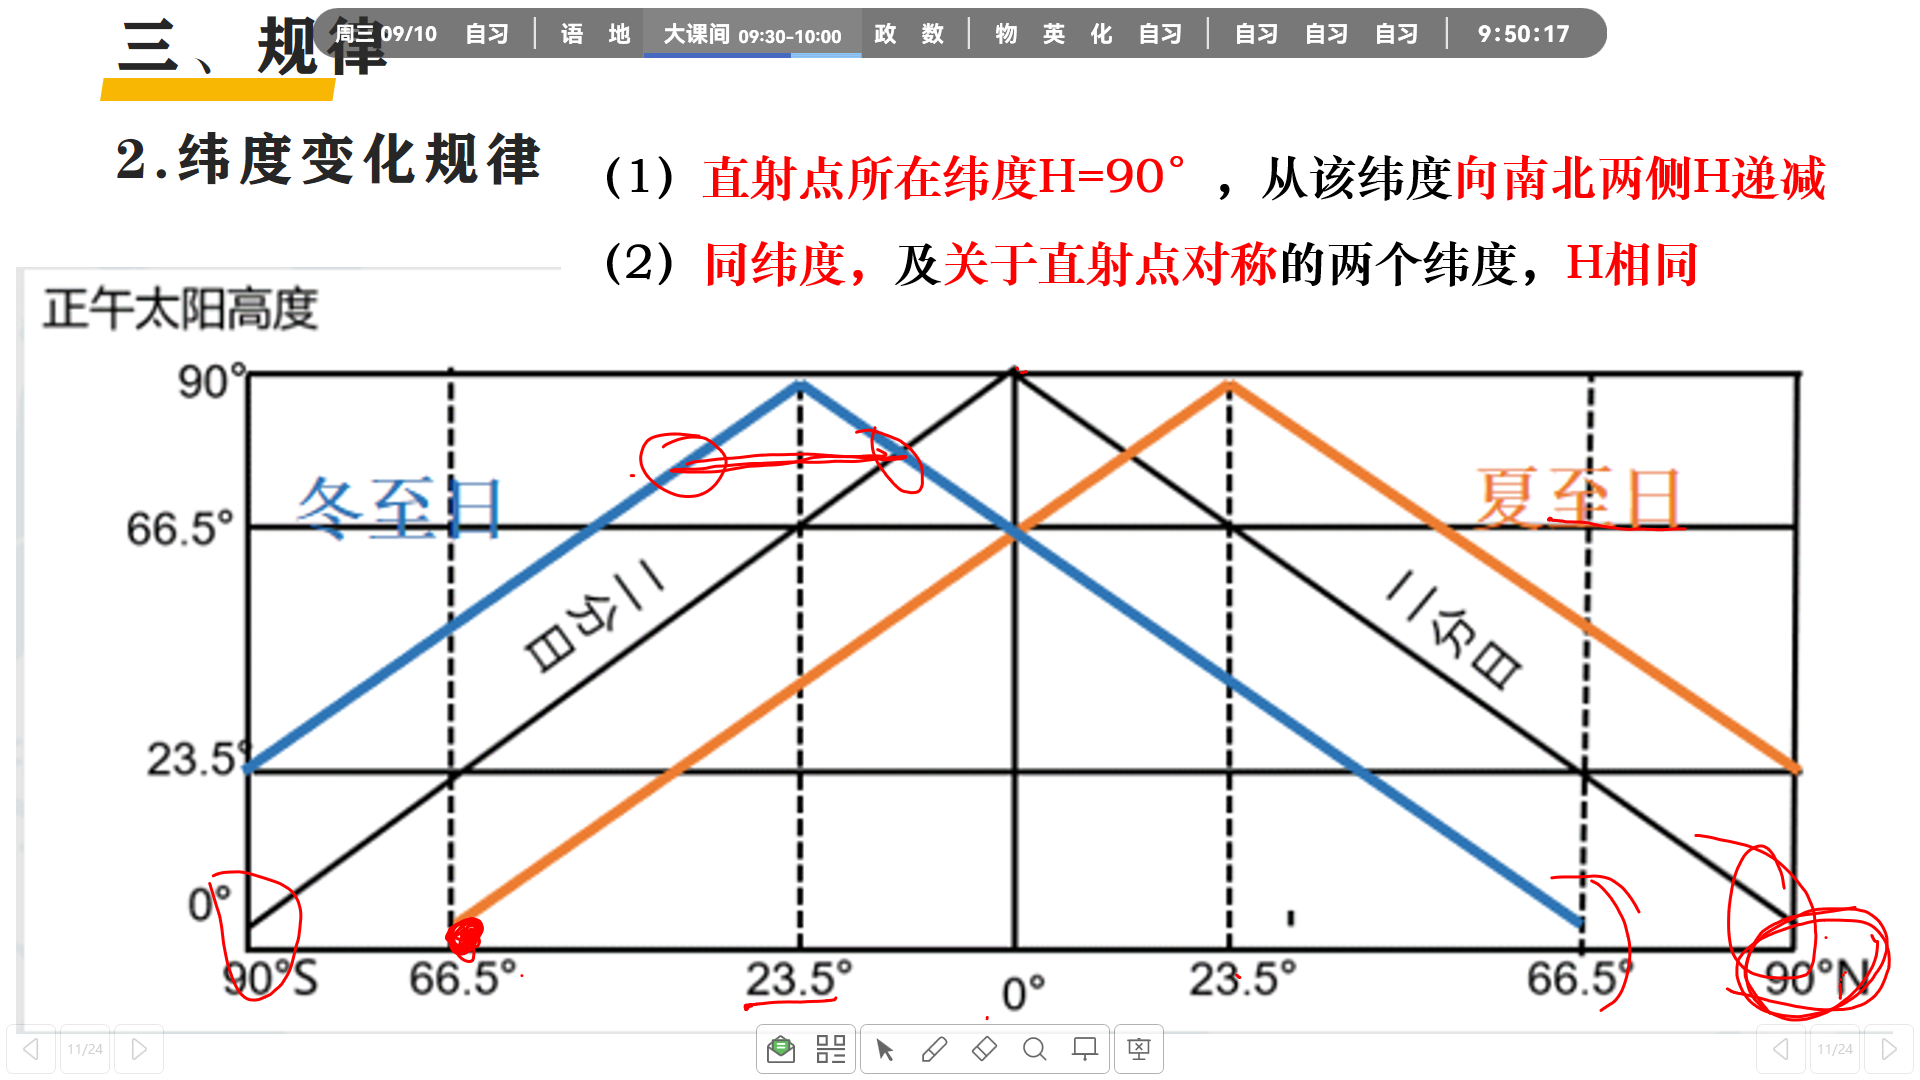 三、规律
周三 09/10 自习 | 语 地 大课间 09:30-10:00 政 数 | 物 英 化 自习 | 自习 自习 自习 | 9:50:17
2.纬度变化规律
（1）直射点所在纬度H=90°，从该纬度向南北两侧H递减
（2）同纬度，及关于直射点对称的两个纬度，H相同
正午太阳高度
90°
冬至日
夏至日
66.5°
二分日
二分日
23.5°
0°
90°S 66.5° 23.5° 0° 23.5° 66.5° 90°N
11/24
11/24